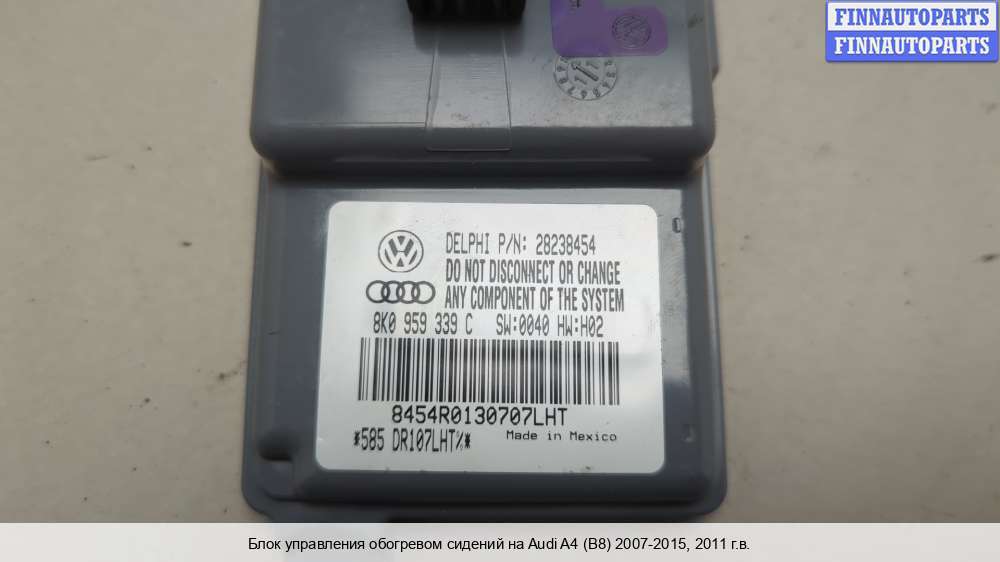 FINNAUTOPARTS
FINNAUTOPARTS
DELPHI P/N: 28238454
DO NOT DISCONNECT OR CHANGE
ANY COMPONENT OF THE SYSTEM
8K0 959 339 C SW:0040 HW:H02
8454R0130707LHT
*585 DR107LHT%*
Made in Mexico
Блок управления обогревом сидений на Audi A4 (B8) 2007-2015, 2011 г.в.